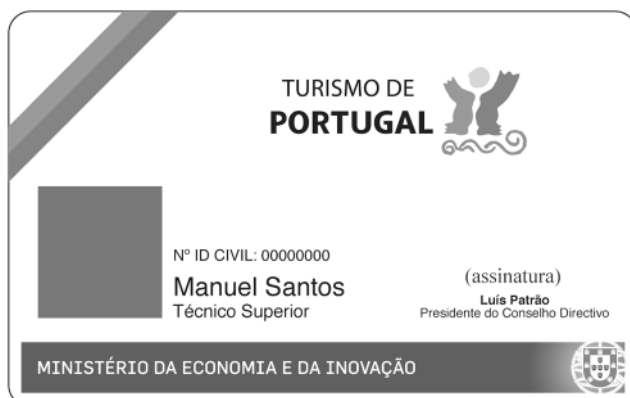 TURISMO DE
PORTUGAL
Nº ID CIVIL: 00000000
Manuel Santos
Técnico Superior
(assinatura)
Luís Patrão
Presidente do Conselho Directivo
MINISTÉRIO DA ECONOMIA E DA INOVAÇÃO